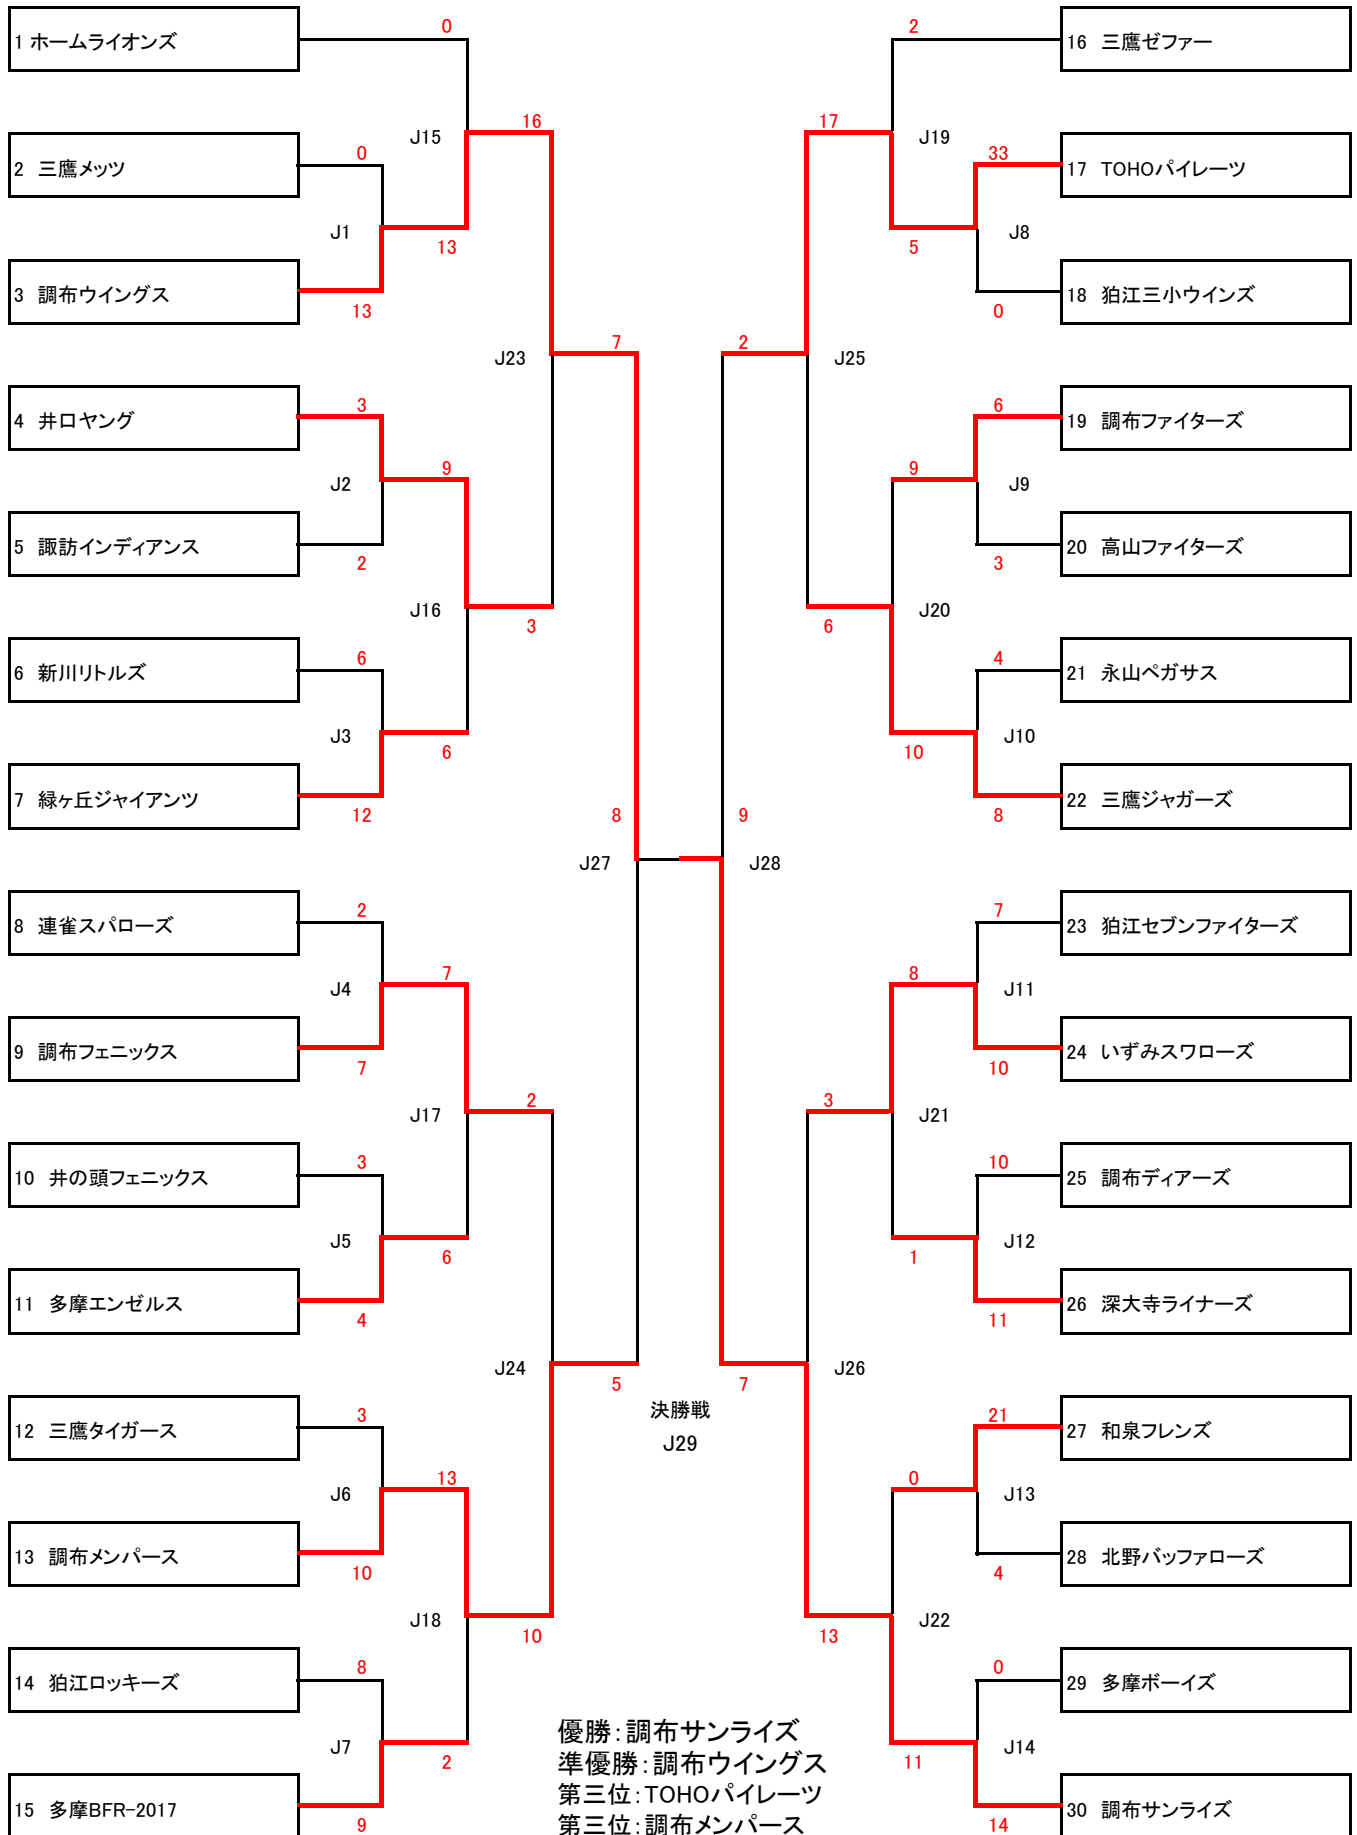 0
2
1 ホームライオンズ
16 三鷹ゼファー
16
17
J15
J19
0
33
2 三鷹メッツ
17 TOHOパイレーツ
J1
J8
13
5
3 調布ウイングス
18 狛江三小ウインズ
13
0
7
2
J23
J25
3
6
4 井口ヤング
19 調布ファイターズ
9
9
J2
J9
5 諏訪インディアンス
20 高山ファイターズ
2
3
J16
J20
3
6
6
4
6 新川リトルズ
21 永山ペガサス
J3
J10
6
10
7 緑ヶ丘ジャイアンツ
22 三鷹ジャガーズ
12
8
9
8
J27
J28
2
7
8 連雀スパローズ
23 狛江セブンファイターズ
7
8
J4
J11
9 調布フェニックス
24 いずみスワローズ
7
10
2
3
J17
J21
3
10
10 井の頭フェニックス
25 調布ディアーズ
J5
J12
6
1
11 多摩エンゼルス
26 深大寺ライナーズ
4
11
J24
J26
5
7
決勝戦
J29
3
21
12 三鷹タイガース
27 和泉フレンズ
13
0
J6
J13
13 調布メンパース
28 北野バッファローズ
10
4
J18
J22
10
13
8
0
14 狛江ロッキーズ
29 多摩ボーイズ
J7
J14
2
11
15 多摩BFR-2017
30 調布サンライズ
9
14
優勝:調布サンライズ
準優勝:調布ウイングス
第三位:TOHOパイレーツ
第三位:調布メンパース